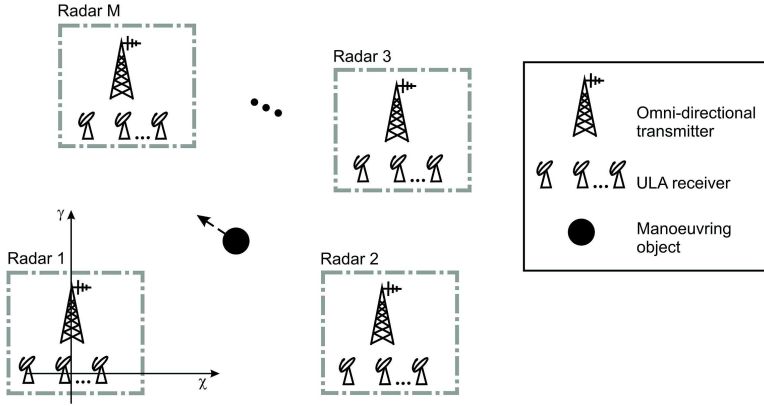 Radar M
Radar 3
Omni-directional
transmitter
ULA receiver
Manoeuvring
object
γ
Radar 1
Radar 2
χ